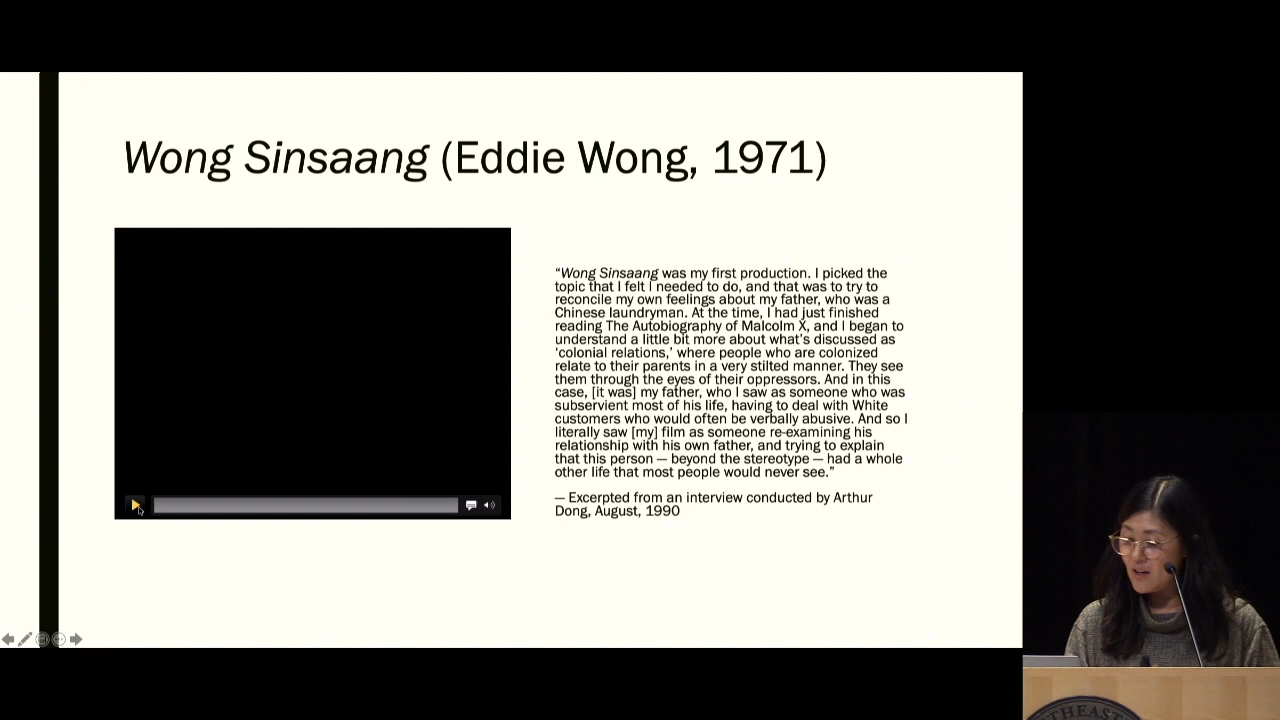 Wong Sinsaang (Eddie Wong, 1971)
“Wong Sinsaang was my first production. I picked the
topic that I felt I needed to do, and that was to try to
reconcile my own feelings about my father, who was a
Chinese laundryman. At the time, I had just finished
reading The Autobiography of Malcolm X, and I began to
understand a little bit more about what’s discussed as
‘colonial relations,’ where people who are colonized
relate to their parents in a very stilted manner. They see
them through the eyes of their oppressors. And in this
case, [it was] my father, who I saw as someone who was
subservient most of his life, having to deal with White
customers who would often be verbally abusive. And so I
literally saw [my] film as someone re-examining his
relationship with his own father, and trying to explain
that this person — beyond the stereotype — had a whole
other life that most people would never see.”
— Excerpted from an interview conducted by Arthur
Dong, August, 1990